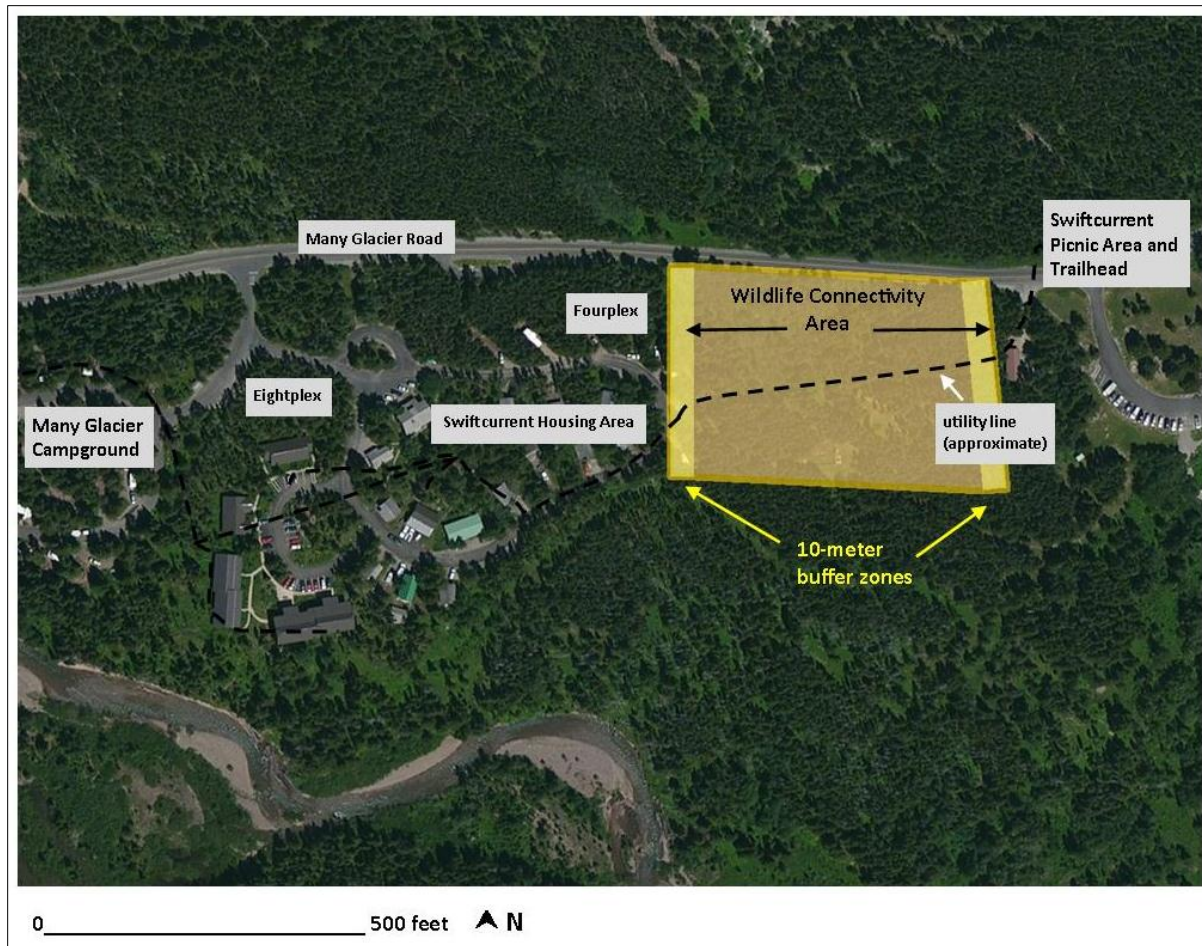 Many Glacier Road
Swiftcurrent
Picnic Area and
Trailhead
Wildlife Connectivity
Area
Fourplex
Eightplex
Swiftcurrent Housing Area
Many Glacier
Campground
utility line
(approximate)
10-meter
buffer zones
0 500 feet N